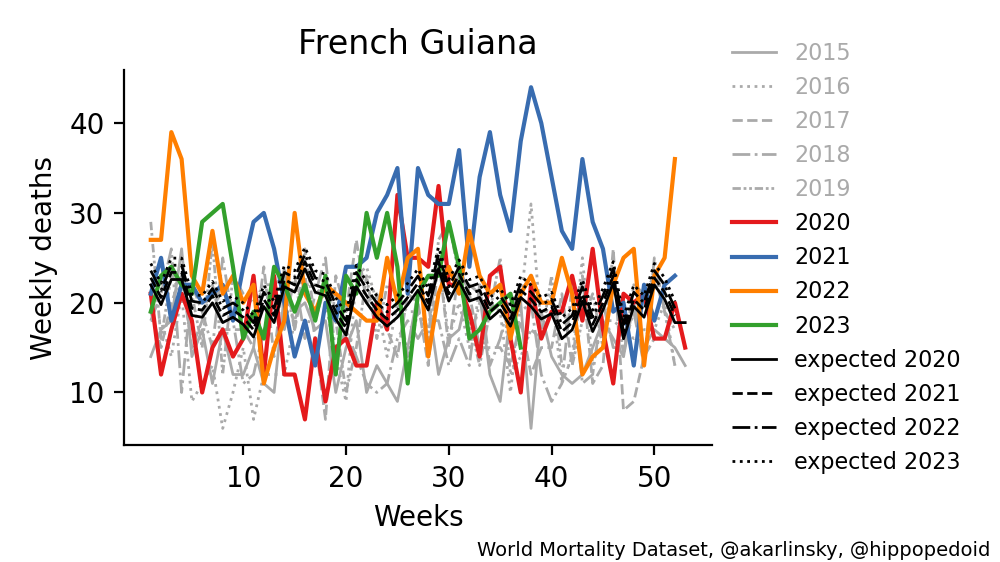 French Guiana
Weekly deaths
40
30
20
10
10 20 30 40 50
Weeks
2015
2016
2017
2018
2019
2020
2021
2022
2023
expected 2020
expected 2021
expected 2022
expected 2023
World Mortality Dataset, @akarlinsky, @hippopedoid